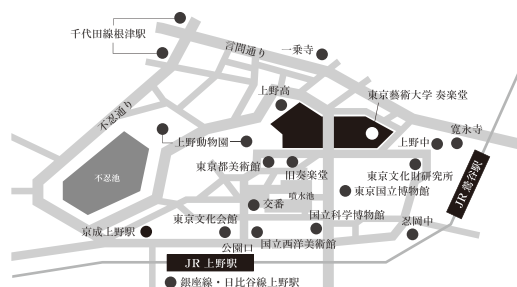 千代田線根津駅
言問通り
一乗寺
上野高
東京藝術大学 奏楽堂
不忍通り
上野動物園
上野中
寛永寺
東京都美術館
旧奏楽堂
東京文化財研究所
不忍池
東京国立博物館
噴水池
JR 鶯谷駅
交番
東京文化会館
国立科学博物館
忍岡中
京成上野駅
公園口
国立西洋美術館
JR 上野駅
銀座線・日比谷線上野駅